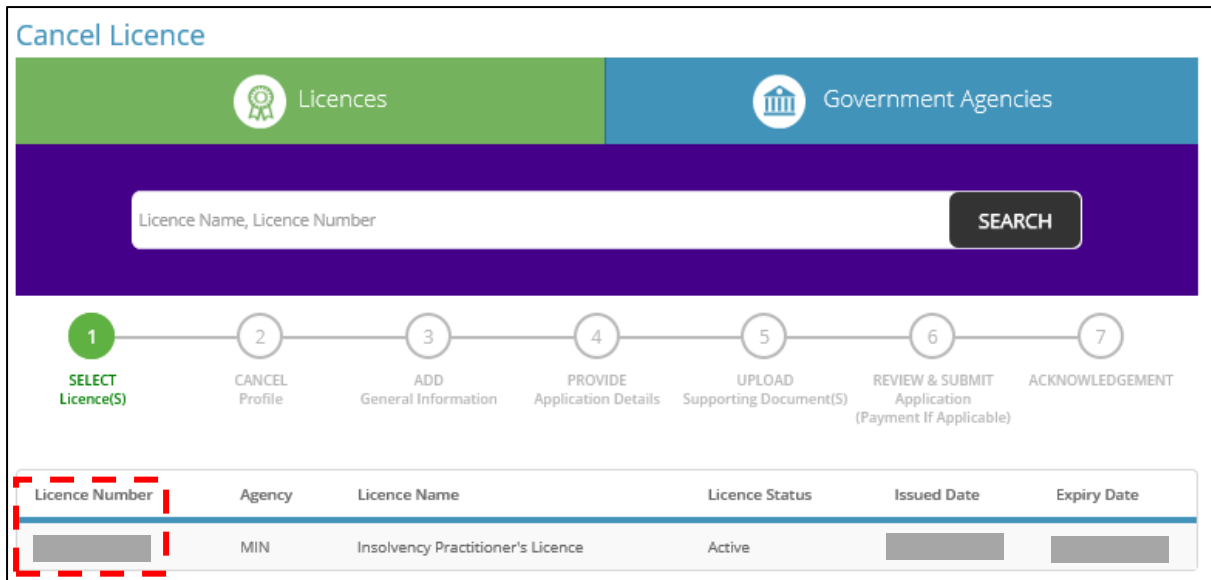 Cancel Licence
Licences
Government Agencies
Licence Name, Licence Number
SEARCH
1 2 3 4 5 6 7
SELECT CANCEL ADD PROVIDE UPLOAD REVIEW & SUBMIT ACKNOWLEDGEMENT
Licence(S) Profile General Information Application Details Supporting Document(S) Application
(Payment If Applicable)
Licence Number Agency Licence Name Licence Status Issued Date Expiry Date
MIN Insolvency Practitioner's Licence Active